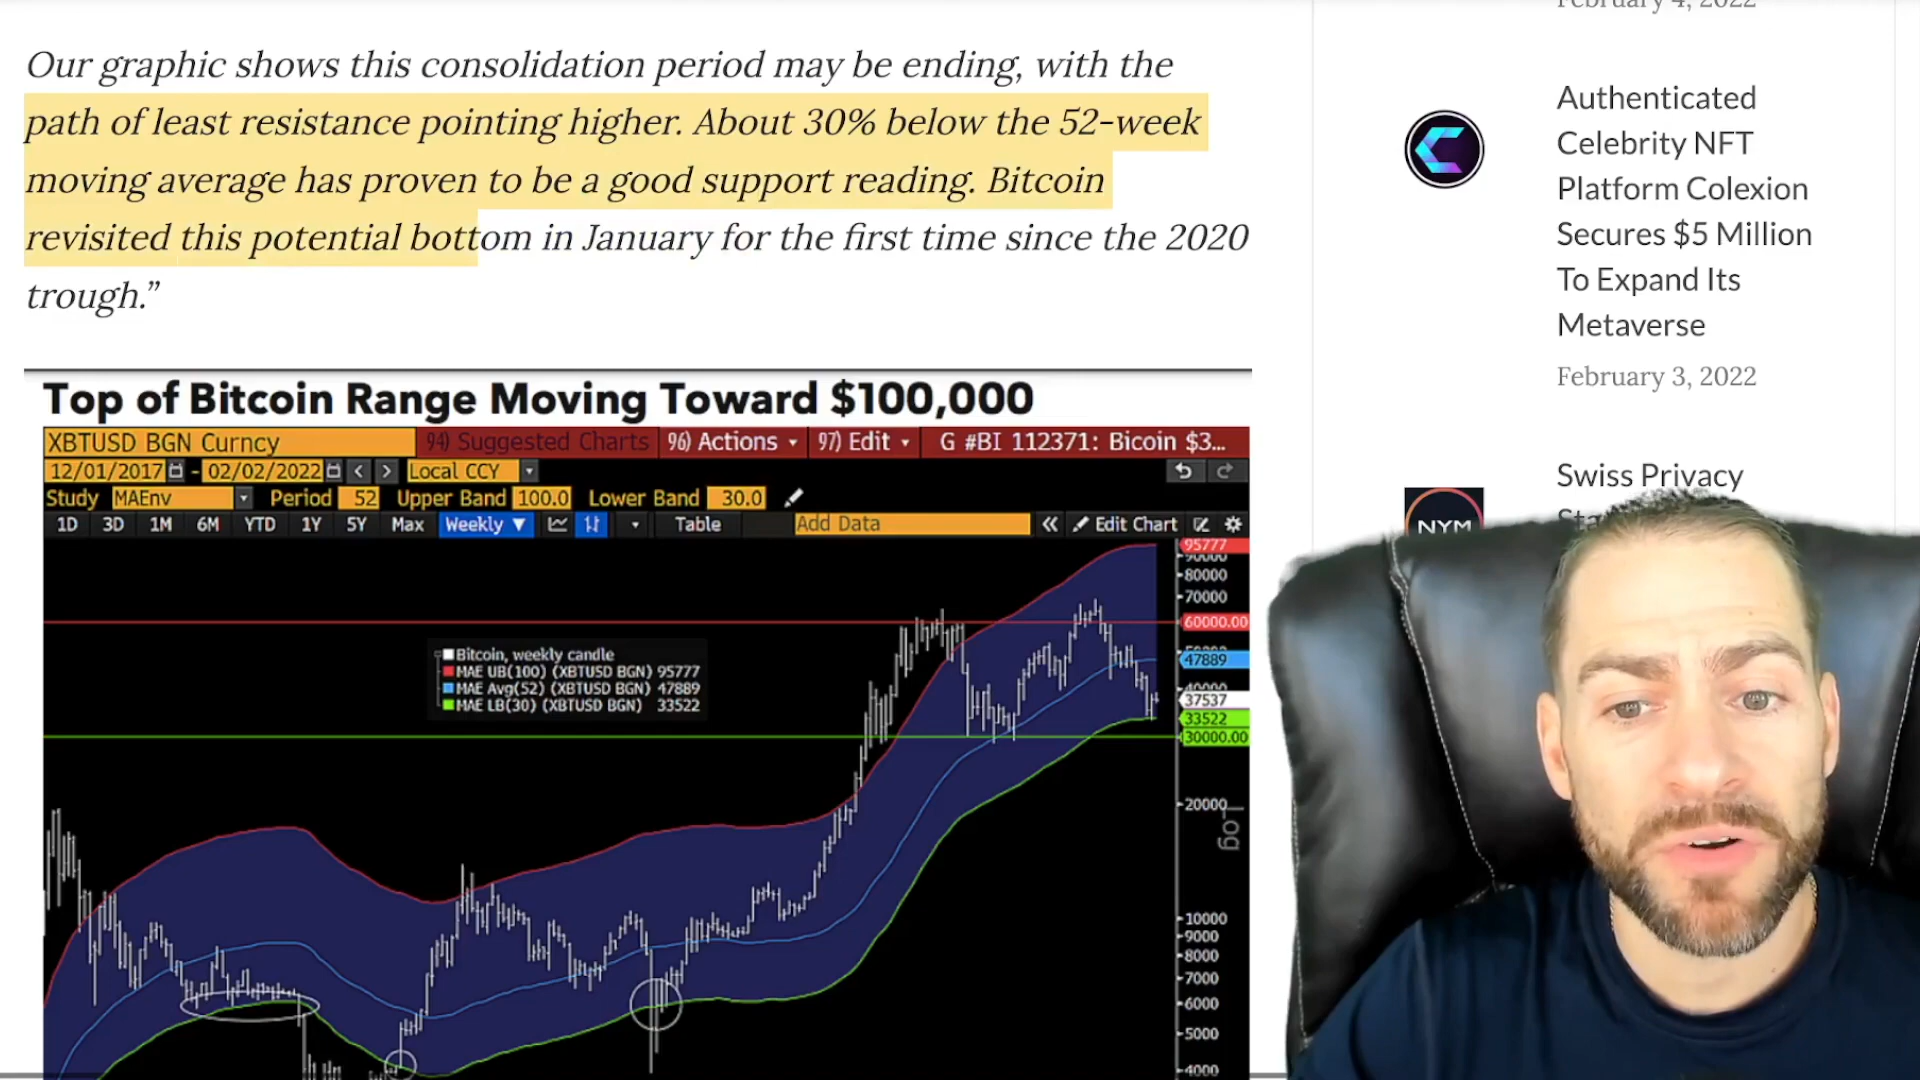 February 4, 2022
Our graphic shows this consolidation period may be ending, with the
path of least resistance pointing higher. About 30% below the 52-week
moving average has proven to be a good support reading. Bitcoin
revisited this potential bottom in January for the first time since the 2020
trough.”
Top of Bitcoin Range Moving Toward $100,000
XBTUSD BGN Curncy 94) Suggested Charts 96) Actions 97) Edit G #BI 112371: Bicoin $3...
12/01/2017 - 02/02/2022 < > Local CCY
Study MAEnv Period 52 Upper Band 100.0 Lower Band 30.0
1D 3D 1M 6M YTD 1Y 5Y Max Weekly ▼ Table Add Data « Edit Chart
Bitcoin, weekly candle
MAE UB(100) (XBTUSD BGN) 95777
MAE Avg(52) (XBTUSD BGN) 47889
MAE LB(30) (XBTUSD BGN) 33522
95777
90000
80000
70000
60000.00
47889
40000
37537
33522
30000.00
20000
Log
10000
9000
8000
7000
6000
5000
4000
Authenticated
Celebrity NFT
Platform Colexion
Secures $5 Million
To Expand Its
Metaverse
February 3, 2022
NYM
Swiss Privacy